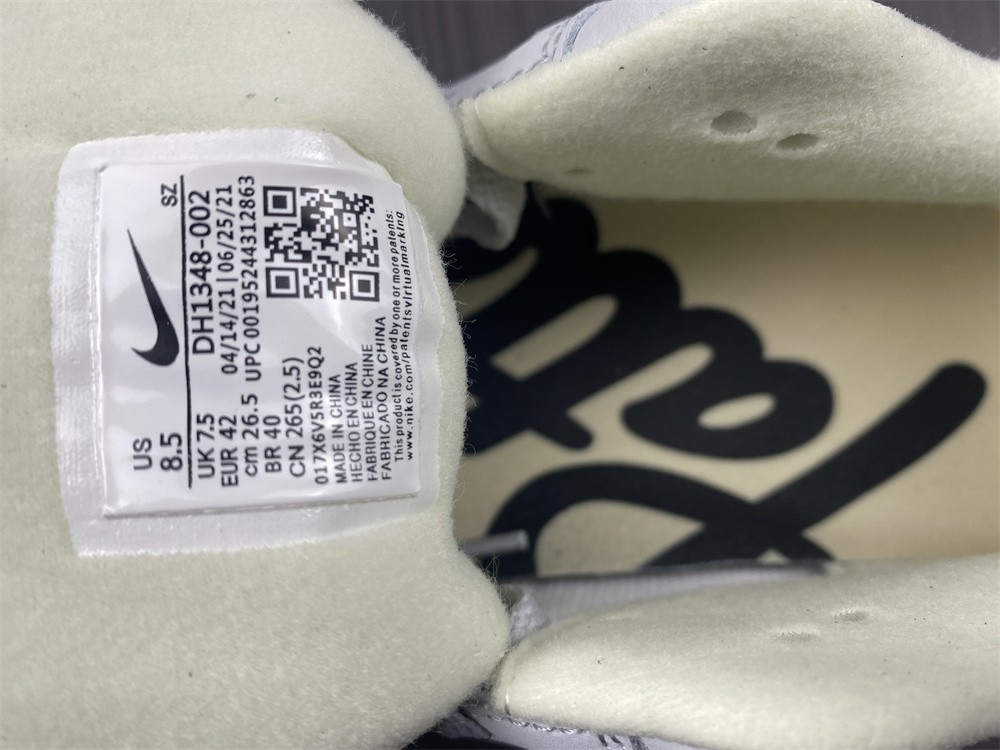 US SZ
8.5
UK 7.5 DH1348-002
EUR 42 04/14/21 | 06/25/21
cm 26.5 UPC 00195244312863
BR 40
CN 265(2.5)
017X6V5R3E9Q2
MADE IN CHINA
HECHO EN CHINA
FABRIQUE EN CHINE
FABRICADO NA CHINA
This product is covered by one or more patents:
www.nike.com/patentsvirtualmarking